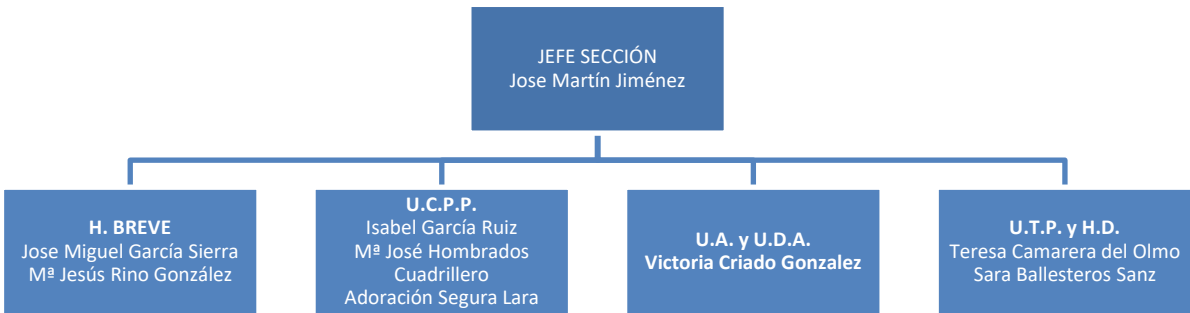 JEFE SECCIÓN
Jose Martín Jiménez
H. BREVE
Jose Miguel García Sierra
Mª Jesús Rino González
U.C.P.P.
Isabel García Ruiz
Mª José Hombrados
Cuadrillero
Adoración Segura Lara
U.A. y U.D.A.
Victoria Criado Gonzalez
U.T.P. y H.D.
Teresa Camarera del Olmo
Sara Ballesteros Sanz